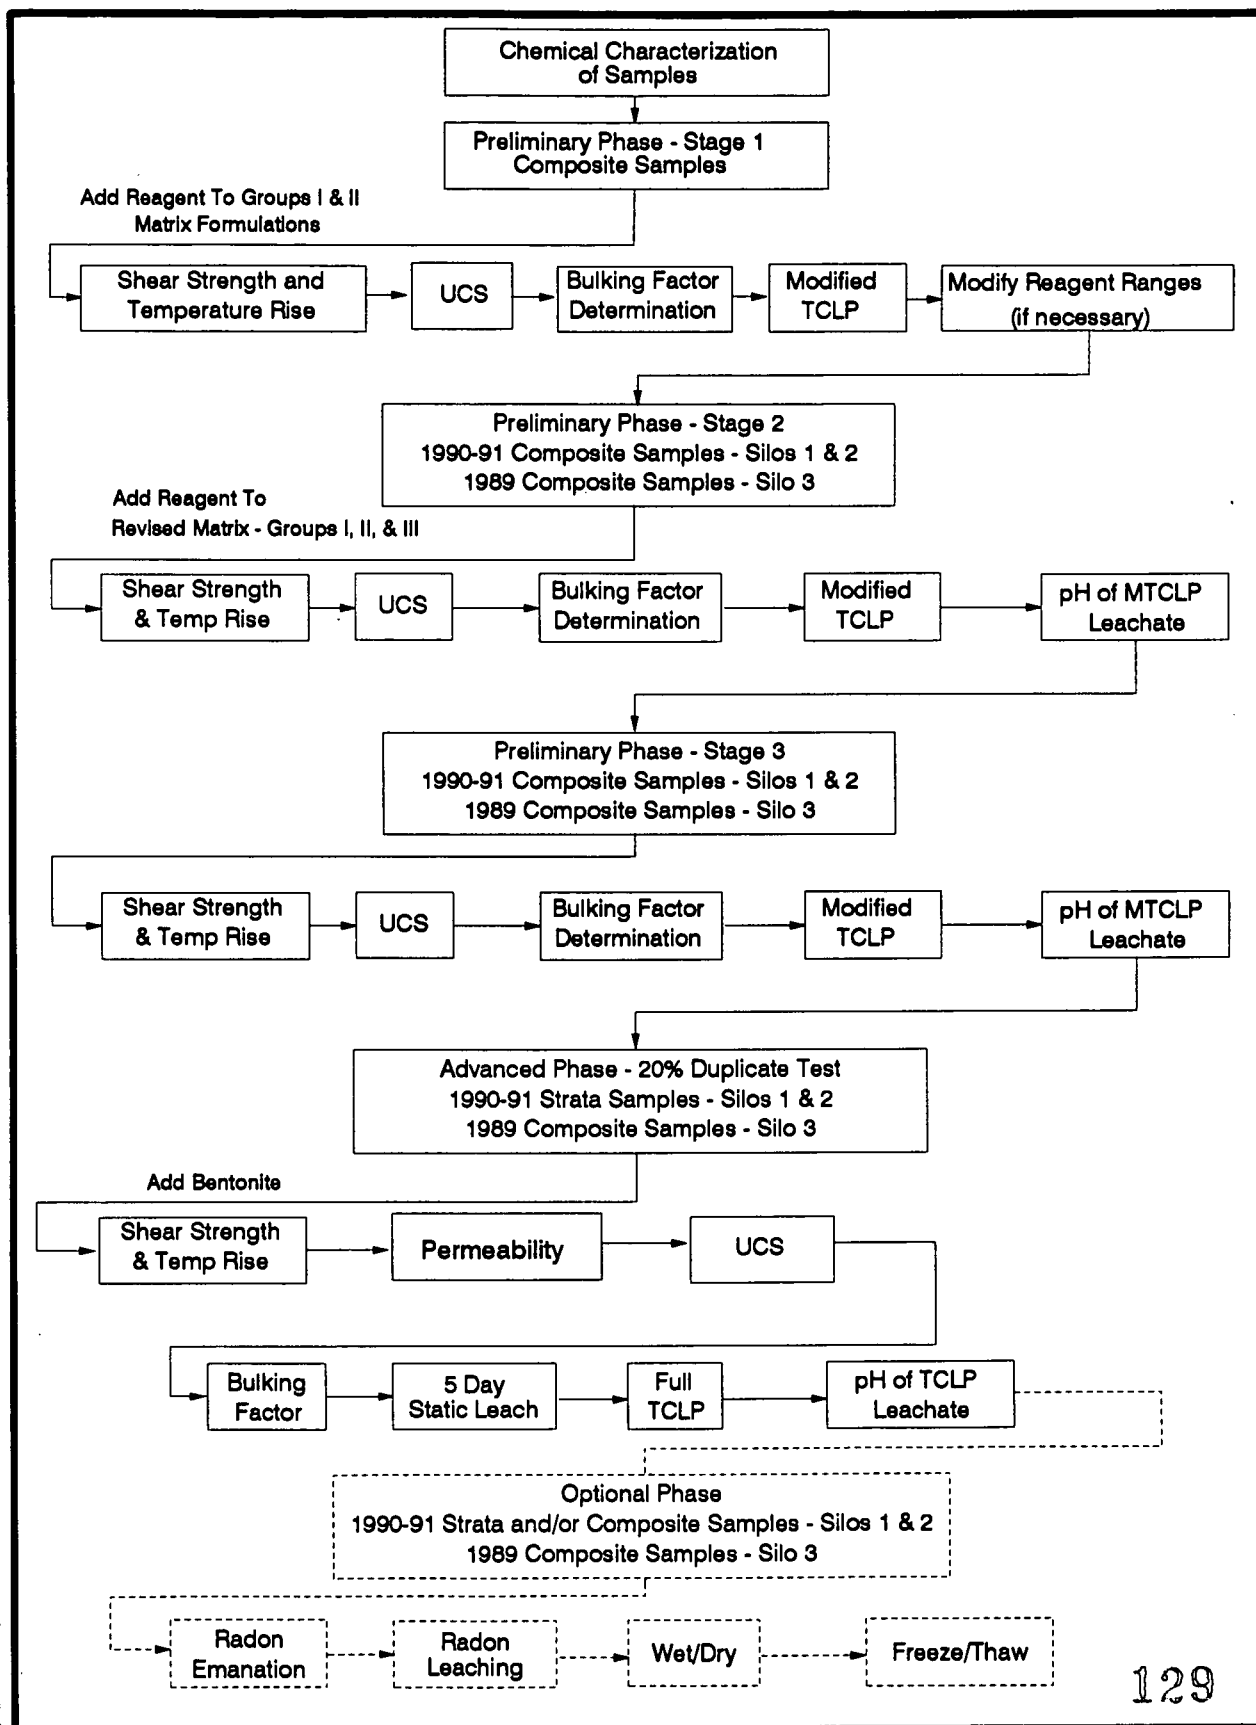 Chemical Characterization
of Samples
Preliminary Phase - Stage 1
Composite Samples
Add Reagent To Groups I & II
Matrix Formulations
Shear Strength and
Temperature Rise
UCS
Bulking Factor
Determination
Modified
TCLP
Modify Reagent Ranges
(if necessary)
Preliminary Phase - Stage 2
1990-91 Composite Samples - Silos 1 & 2
1989 Composite Samples - Silo 3
Add Reagent To
Revised Matrix - Groups I, II, & III
Shear Strength
& Temp Rise
UCS
Bulking Factor
Determination
Modified
TCLP
pH of MTCLP
Leachate
Preliminary Phase - Stage 3
1990-91 Composite Samples - Silos 1 & 2
1989 Composite Samples - Silo 3
Shear Strength
& Temp Rise
UCS
Bulking Factor
Determination
Modified
TCLP
pH of MTCLP
Leachate
Advanced Phase - 20% Duplicate Test
1990-91 Strata Samples - Silos 1 & 2
1989 Composite Samples - Silo 3
Add Bentonite
Shear Strength
& Temp Rise
Permeability
UCS
Bulking
Factor
5 Day
Static Leach
Full
TCLP
pH of TCLP
Leachate
Optional Phase
1990-91 Strata and/or Composite Samples - Silos 1 & 2
1989 Composite Samples - Silo 3
Radon
Emanation
Radon
Leaching
Wet/Dry
Freeze/Thaw
129